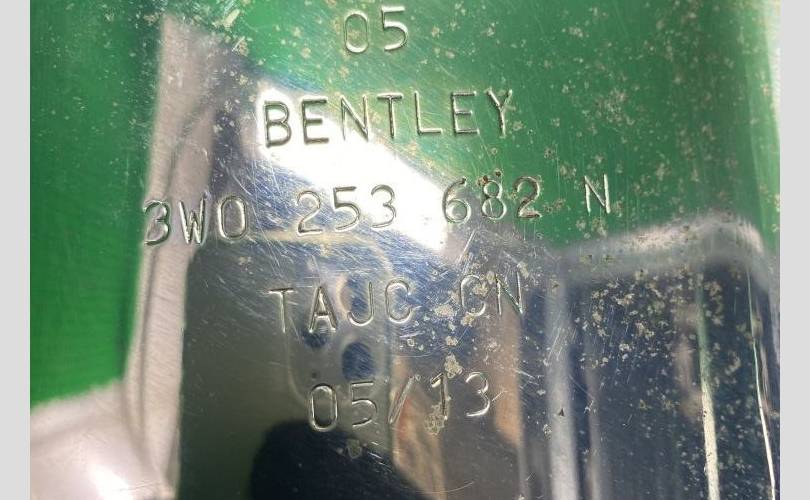 05
BENTLEY
3W0 253 682 N
TAJC CN
05/13